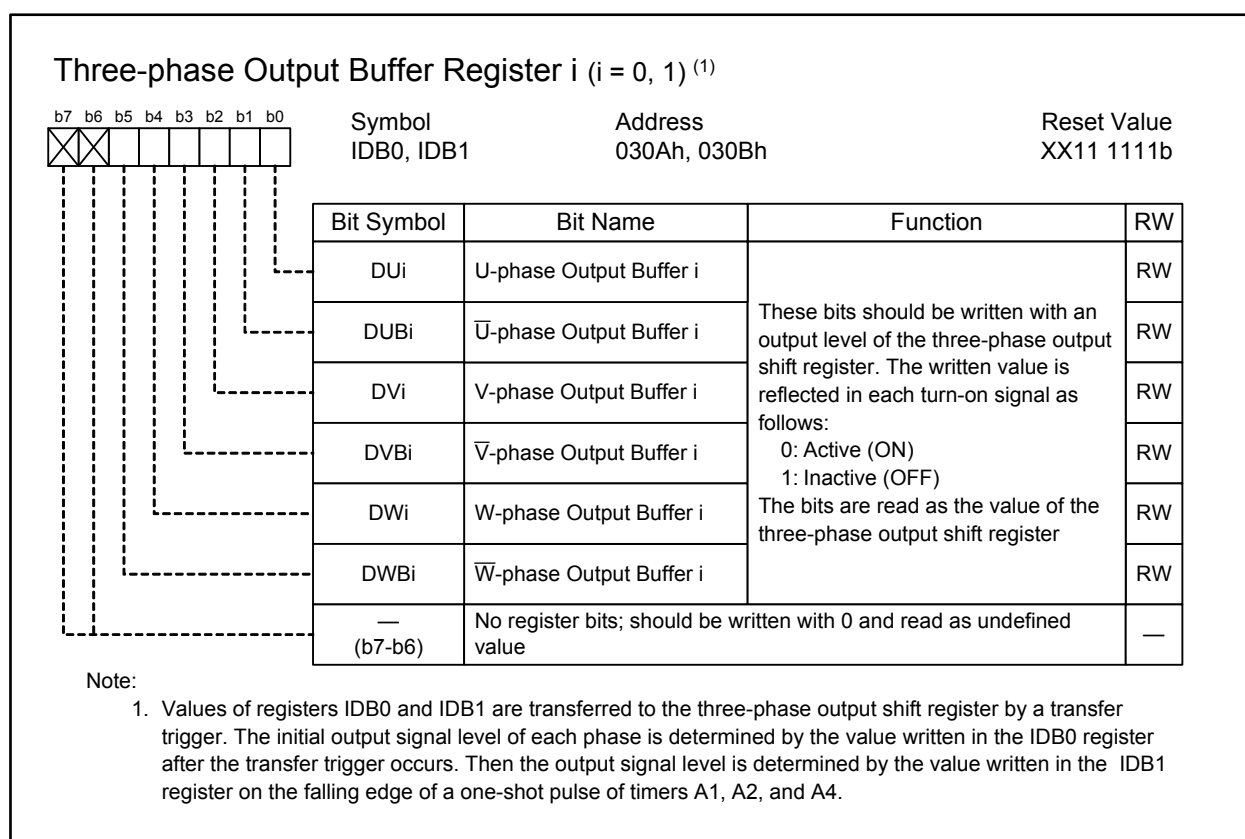 Three-phase Output Buffer Register i (i = 0, 1) (1)
b7 b6 b5 b4 b3 b2 b1 b0
Symbol Address Reset Value
IDB0, IDB1 030Ah, 030Bh XX11 1111b
Bit Symbol Bit Name Function RW
DUi U-phase Output Buffer i RW
DUBi U̅-phase Output Buffer i RW
DVi V-phase Output Buffer i RW
DVBi V̅-phase Output Buffer i RW
DWi W-phase Output Buffer i RW
DWBi W̅-phase Output Buffer i RW
These bits should be written with an
output level of the three-phase output
shift register. The written value is
reflected in each turn-on signal as
follows:
0: Active (ON)
1: Inactive (OFF)
The bits are read as the value of the
three-phase output shift register
—
(b7-b6)
No register bits; should be written with 0 and read as undefined
value
—
Note:
1. Values of registers IDB0 and IDB1 are transferred to the three-phase output shift register by a transfer
trigger. The initial output signal level of each phase is determined by the value written in the IDB0 register
after the transfer trigger occurs. Then the output signal level is determined by the value written in the IDB1
register on the falling edge of a one-shot pulse of timers A1, A2, and A4.